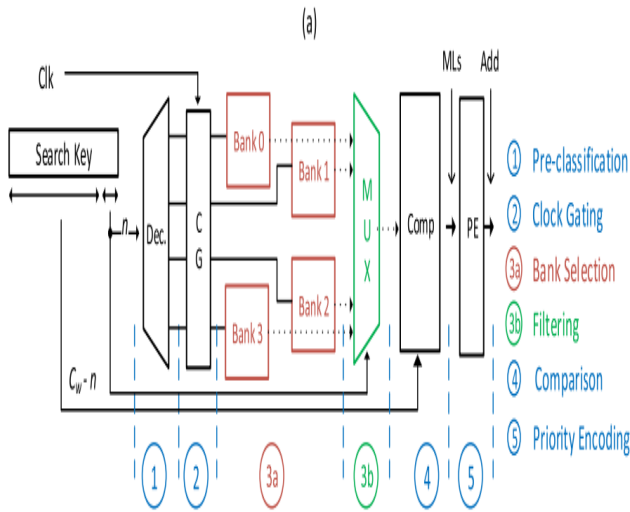 (a)
MLs Add
Clk
Search Key
Bank 0
Bank 1
Bank 2
Bank 3
n
Dec.
C
G
M
U
X
Comp
PE
Cw - n
1 Pre-classification
2 Clock Gating
3a Bank Selection
3b Filtering
4 Comparison
5 Priority Encoding
1 2 3a 3b 4 5